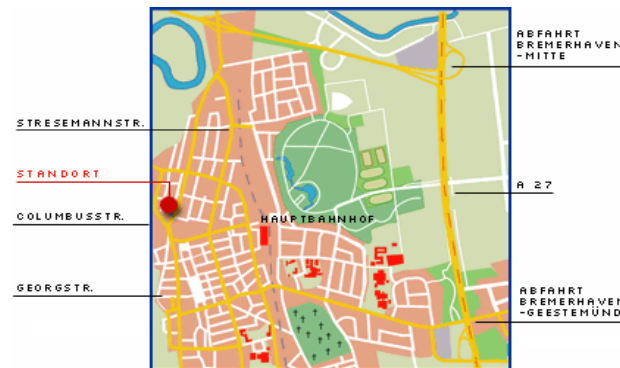 ABFAHRT
BREMERHAVEN
-MITTE
STRESEMANNSTR.
STANDORT
A 27
COLUMBUSSTR.
HAUPTBAHNHOF
GEORGSTR.
ABFAHRT
BREMERHAVEN
-GEESTEMÜND